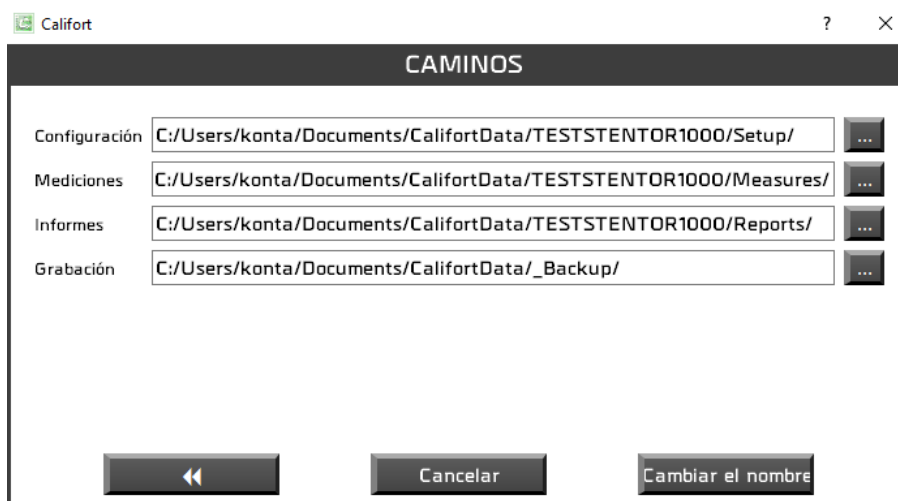 Califort
CAMINOS
Configuración C:/Users/konta/Documents/CalifortData/TESTSTENTOR1000/Setup/ ...
Mediciones C:/Users/konta/Documents/CalifortData/TESTSTENTOR1000/Measures/ ...
Informes C:/Users/konta/Documents/CalifortData/TESTSTENTOR1000/Reports/ ...
Grabación C:/Users/konta/Documents/CalifortData/_Backup/ ...
Cancelar Cambiar el nombre